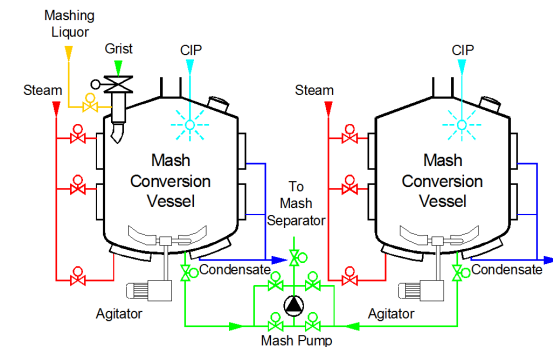 Mashing
Liquor
Grist
CIP
CIP
Steam
Steam
Mash
Conversion
Vessel
To
Mash
Separator
Mash
Conversion
Vessel
Condensate
Condensate
Agitator
Agitator
Mash Pump